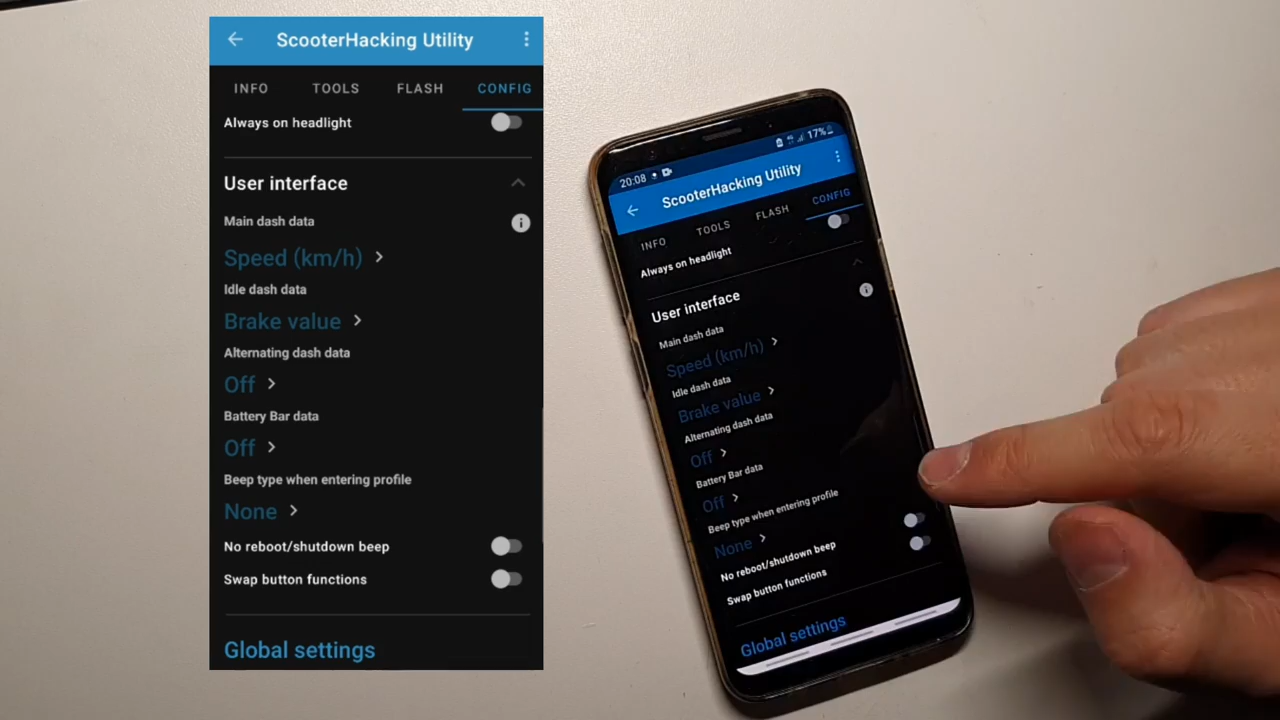 ScooterHacking Utility
INFO TOOLS FLASH CONFIG
Always on headlight
User interface
Main dash data
Speed (km/h)
Idle dash data
Brake value
Alternating dash data
Off
Battery Bar data
Off
Beep type when entering profile
None
No reboot/shutdown beep
Swap button functions
Global settings
20:08 17%
ScooterHacking Utility
INFO TOOLS FLASH CONFIG
Always on headlight
User interface
Main dash data
Speed (km/h)
Idle dash data
Brake value
Alternating dash data
Off
Battery Bar data
Off
Beep type when entering profile
None
No reboot/shutdown beep
Swap button functions
Global settings